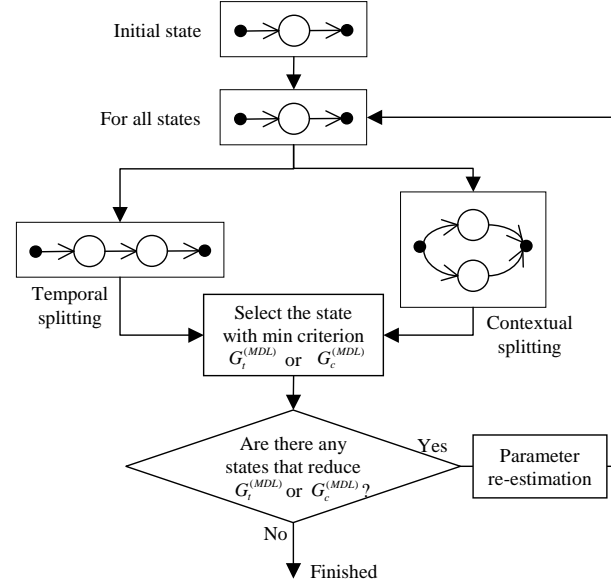 Initial state
For all states
Temporal
splitting
Contextual
splitting
Select the state
with min criterion
G_t^(MDL) or G_c^(MDL)
Are there any
states that reduce
G_t^(MDL) or G_c^(MDL) ?
Yes
Parameter
re-estimation
No
Finished